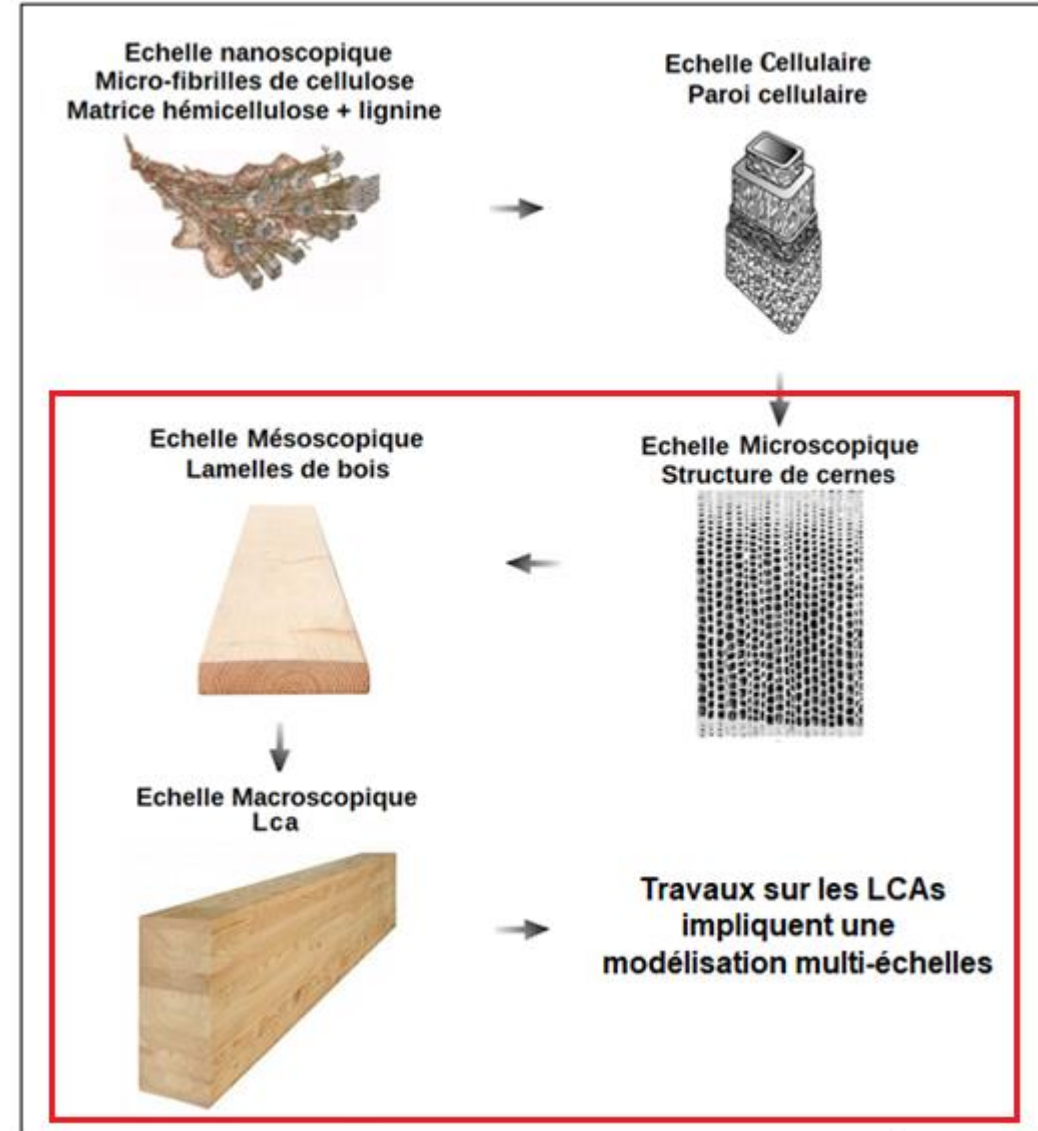 Echelle nanoscopique
Micro-fibrilles de cellulose
Matrice hémicellulose + lignine
Echelle Cellulaire
Paroi cellulaire
Echelle Microscopique
Structure de cernes
Echelle Mésoscopique
Lamelles de bois
Echelle Macroscopique
Lca
Travaux sur les LCAs
impliquent une
modélisation multi-échelles